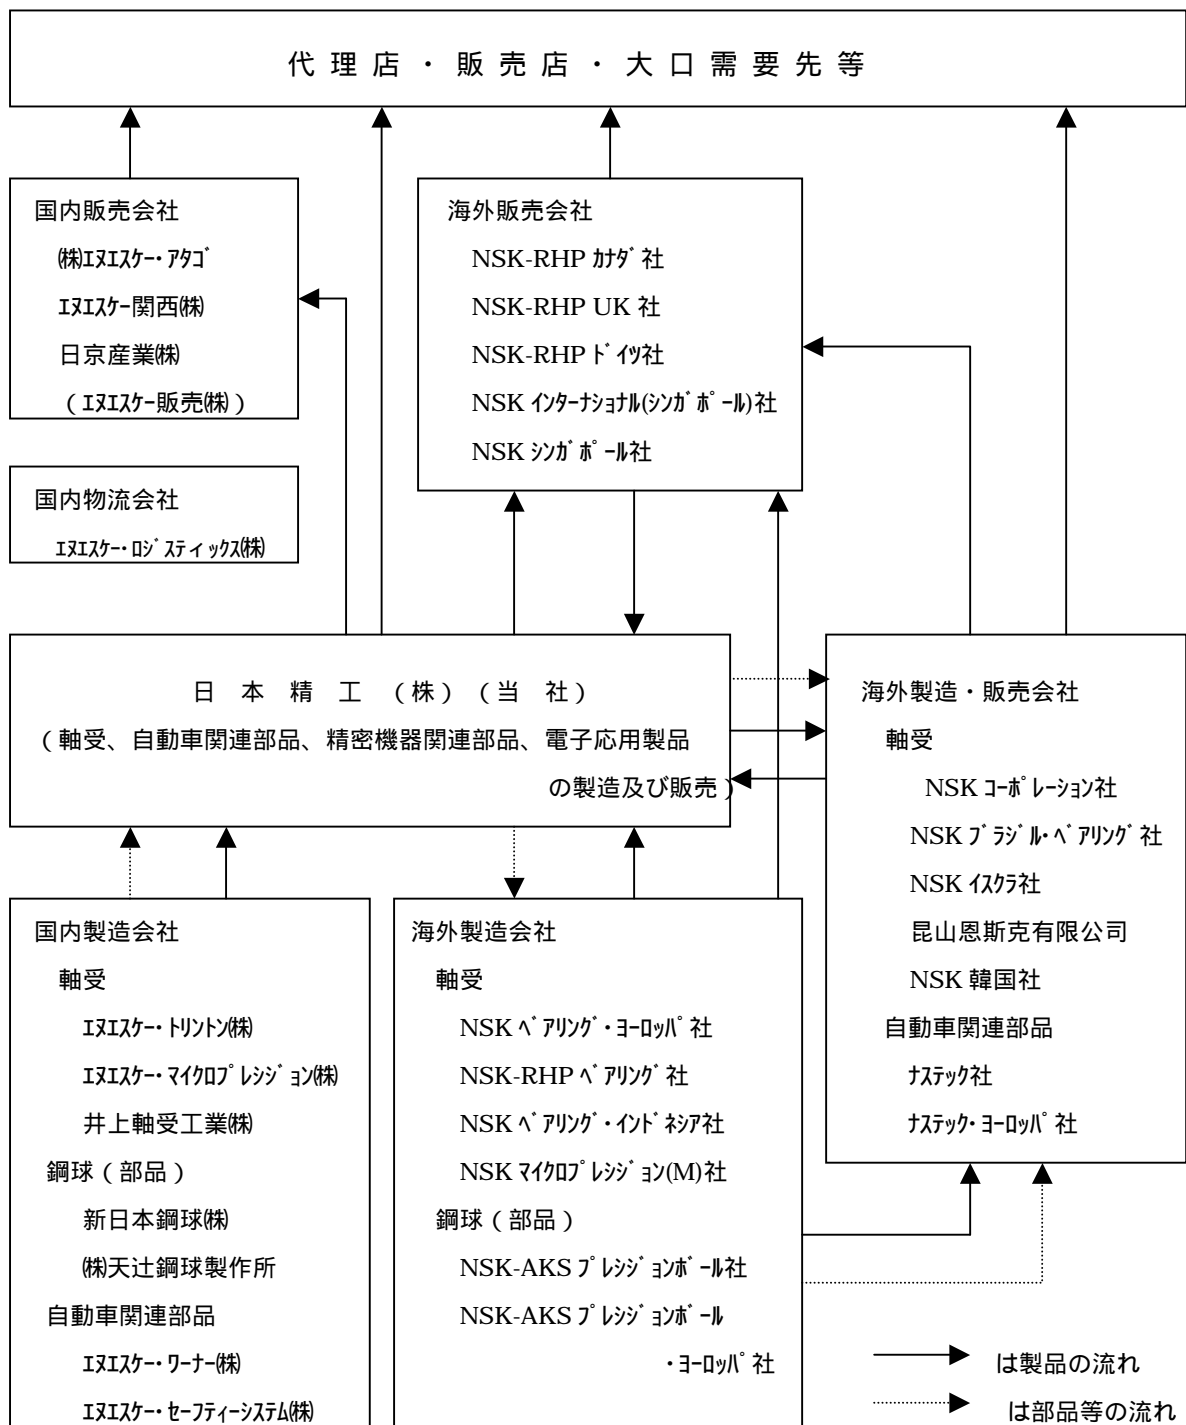 代理店・販売店・大口需要先等
国内販売会社
㈱ｴﾇｴｽｹｰ・ｱﾀｺﾞ
ｴﾇｴｽｹｰ関西㈱
日京産業㈱
（ｴﾇｴｽｹｰ販売㈱）
海外販売会社
NSK-RHP ｶﾅﾀﾞ社
NSK-RHP UK 社
NSK-RHP ﾄﾞｲﾂ社
NSK ｲﾝﾀｰﾅｼｮﾅﾙ(ｼﾝｶﾞﾎﾟｰﾙ)社
NSK ｼﾝｶﾞﾎﾟｰﾙ社
国内物流会社
ｴﾇｴｽｹｰ・ﾛｼﾞｽﾃｨｯｸｽ㈱
日本精工（株）（当社）
（軸受、自動車関連部品、精密機器関連部品、電子応用製品
の製造及び販売）
海外製造・販売会社
軸受
NSK ｺｰﾎﾟﾚｰｼｮﾝ社
NSK ﾌﾞﾗｼﾞﾙ・ﾍﾞｱﾘﾝｸﾞ社
NSK ｲｽｸﾗ社
昆山恩斯克有限公司
NSK 韓国社
自動車関連部品
ﾅｽﾃｯｸ社
ﾅｽﾃｯｸ・ﾖｰﾛｯﾊﾟ社
国内製造会社
軸受
ｴﾇｴｽｹｰ・ﾄﾘﾝﾄﾝ㈱
ｴﾇｴｽｹｰ・ﾏｲｸﾛﾌﾟﾚｼｼﾞｮﾝ㈱
井上軸受工業㈱
鋼球（部品）
新日本鋼球㈱
㈱天辻鋼球製作所
自動車関連部品
ｴﾇｴｽｹｰ・ﾜｰﾅｰ㈱
ｴﾇｴｽｹｰ・ｾｰﾌﾃｨｰｼｽﾃﾑ㈱
海外製造会社
軸受
NSK ﾍﾞｱﾘﾝｸﾞ・ﾖｰﾛｯﾊﾟ社
NSK-RHP ﾍﾞｱﾘﾝｸﾞ社
NSK ﾍﾞｱﾘﾝｸﾞ・ｲﾝﾄﾞﾈｼｱ社
NSK ﾏｲｸﾛﾌﾟﾚｼｼﾞｮﾝ(M)社
鋼球（部品）
NSK-AKS ﾌﾟﾚｼｼﾞｮﾝﾎﾞｰﾙ社
NSK-AKS ﾌﾟﾚｼｼﾞｮﾝﾎﾞｰﾙ
・ﾖｰﾛｯﾊﾟ社
は製品の流れ
は部品等の流れ